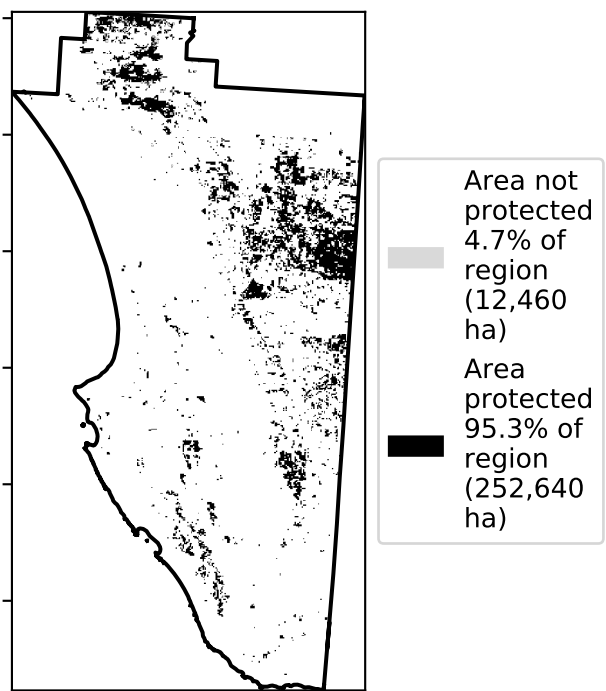 Area not
protected
4.7% of
region
(12,460
ha)
Area
protected
95.3% of
region
(252,640
ha)